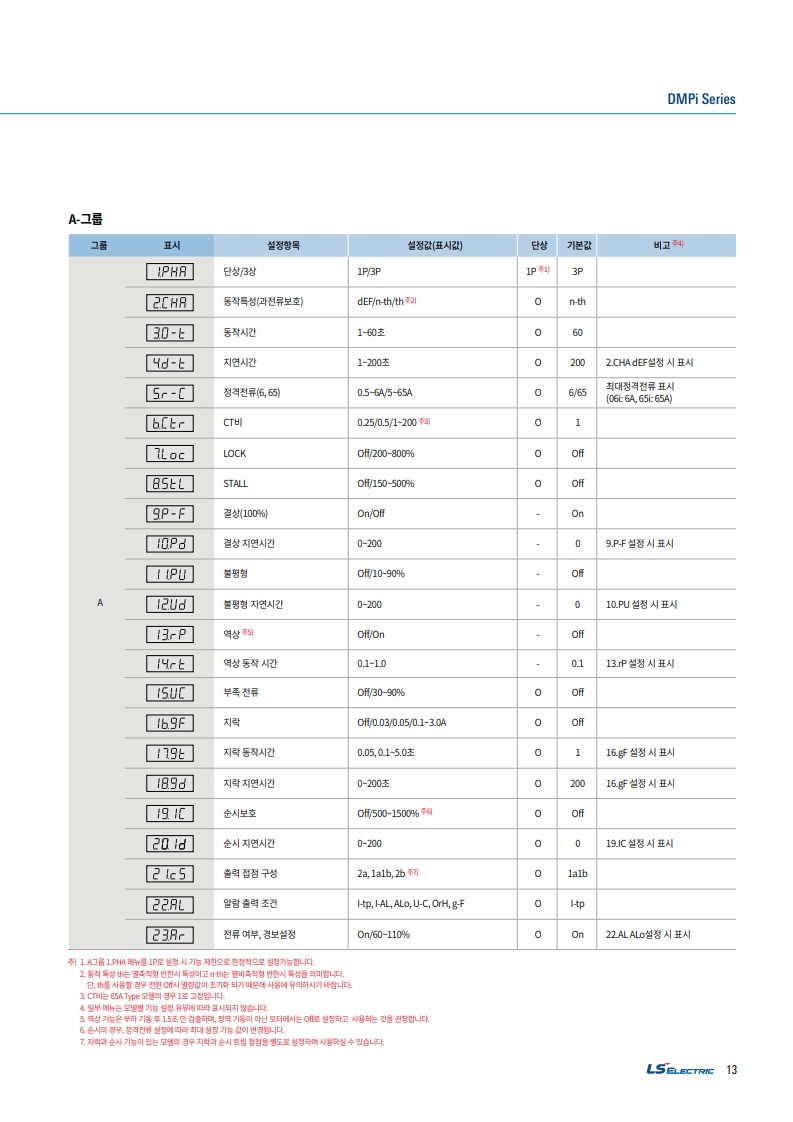 DMPi Series
A-그룹
그룹 표시 설정항목 설정값(표시값) 단상 기본값 비고 주4)
A
1.PHA 단상/3상 1P/3P 1P 주1) 3P
2.CHA 동작특성(과전류보호) dEF/n-th/th 주2) O n-th
3.O-t 동작시간 1~60초 O 60
4.d-t 지연시간 1~200초 O 200 2.CHA dEF설정 시 표시
5.r-C 정격전류(6, 65) 0.5~6A/5~65A O 6/65 최대정격전류 표시
(06i: 6A, 65i: 65A)
6.Ctr CT비 0.25/0.5/1~200 주3) O 1
7.Loc LOCK Off/200~800% O Off
8.StL STALL Off/150~500% O Off
9.P-F 결상(100%) On/Off - On
10.Pd 결상 지연시간 0~200 - 0 9.P-F 설정 시 표시
11.PU 불평형 Off/10~90% - Off
12.Ud 불평형 지연시간 0~200 - 0 10.PU 설정 시 표시
13.rP 역상 주5) Off/On - Off
14.rt 역상 동작 시간 0.1~1.0 - 0.1 13.rP 설정 시 표시
15.UC 부족 전류 Off/30~90% O Off
16.gF 지락 Off/0.03/0.05/0.1~3.0A O Off
17.gt 지락 동작시간 0.05, 0.1~5.0초 O 1 16.gF 설정 시 표시
18.gd 지락 지연시간 0~200초 O 200 16.gF 설정 시 표시
19.IC 순시보호 Off/500~1500% 주6) O Off
20.Id 순시 지연시간 0~200 O 0 19.IC 설정 시 표시
21.cS 출력 접점 구성 2a, 1a1b, 2b 주7) O 1a1b
22.AL 알람 출력 조건 I-tp, I-AL, ALo, U-C, OrH, g-F O I-tp
23.Ar 전류 여부, 경보설정 On/60~110% O On 22.AL ALo설정 시 표시
주) 1. A그룹 1.PHA 메뉴를 1P로 설정 시 기능 제한으로 한정적으로 설정가능합니다.
2. 동작 특성 th는 열축적형 반한시 특성이고 n-th는 열비축적형 반한시 특성을 의미합니다.
단, th를 사용할 경우 전원 Off시 열량값이 초기화 되기 때문에 사용에 유의하시기 바랍니다.
3. CT비는 65A Type 모델의 경우 1로 고정입니다.
4. 일부 메뉴는 모델별 기능 설정 유뮤에 따라 표시되지 않습니다.
5. 역상 기능은 부하 기동 후 1.5초 만 검출하며, 정역 기동이 아닌 모터에서는 Off로 설정하고 사용하는 것을 권장합니다.
6. 순시의 경우, 정격전류 설정에 따라 최대 설정 가능 값이 변경됩니다.
7. 지락과 순시 기능이 있는 모델의 경우 지락과 순시 트립 접점을 별도로 설정하여 사용하실 수 있습니다.
LS ELECTRIC 13